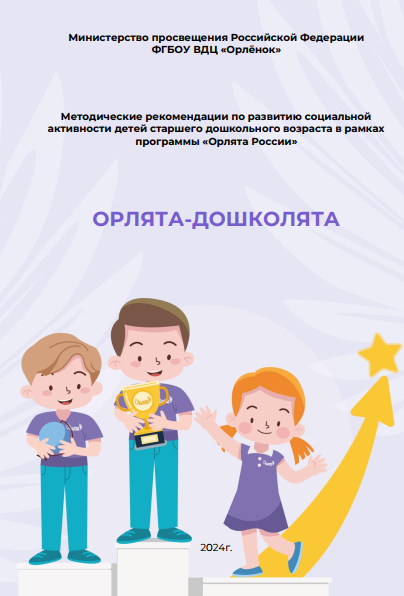 Министерство просвещения Российской Федерации
ФГБОУ ВДЦ «Орлёнок»
Методические рекомендации по развитию социальной
активности детей старшего дошкольного возраста в рамках
программы «Орлята России»
ОРЛЯТА-ДОШКОЛЯТА
2024г.